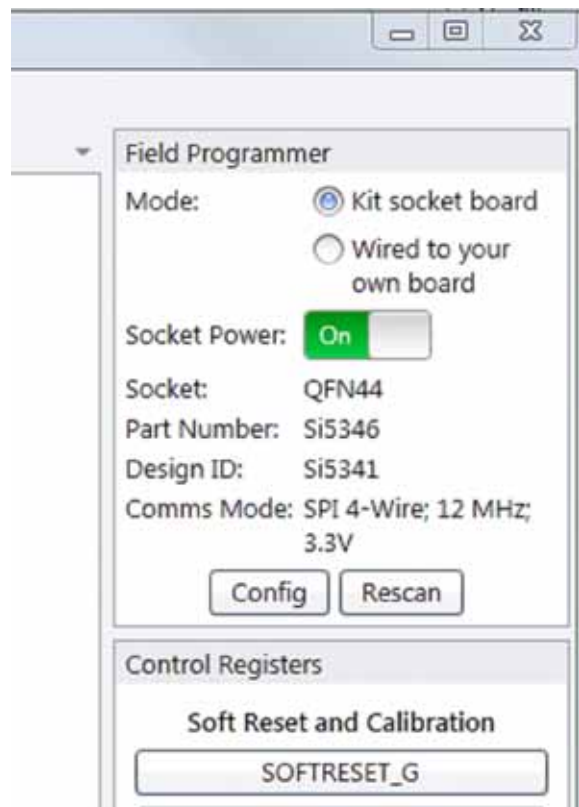 Field Programmer
Mode: Kit socket board
Wired to your
own board
Socket Power: On
Socket: QFN44
Part Number: Si5346
Design ID: Si5341
Comms Mode: SPI 4-Wire; 12 MHz;
3.3V
Config Rescan
Control Registers
Soft Reset and Calibration
SOFTRESET_G